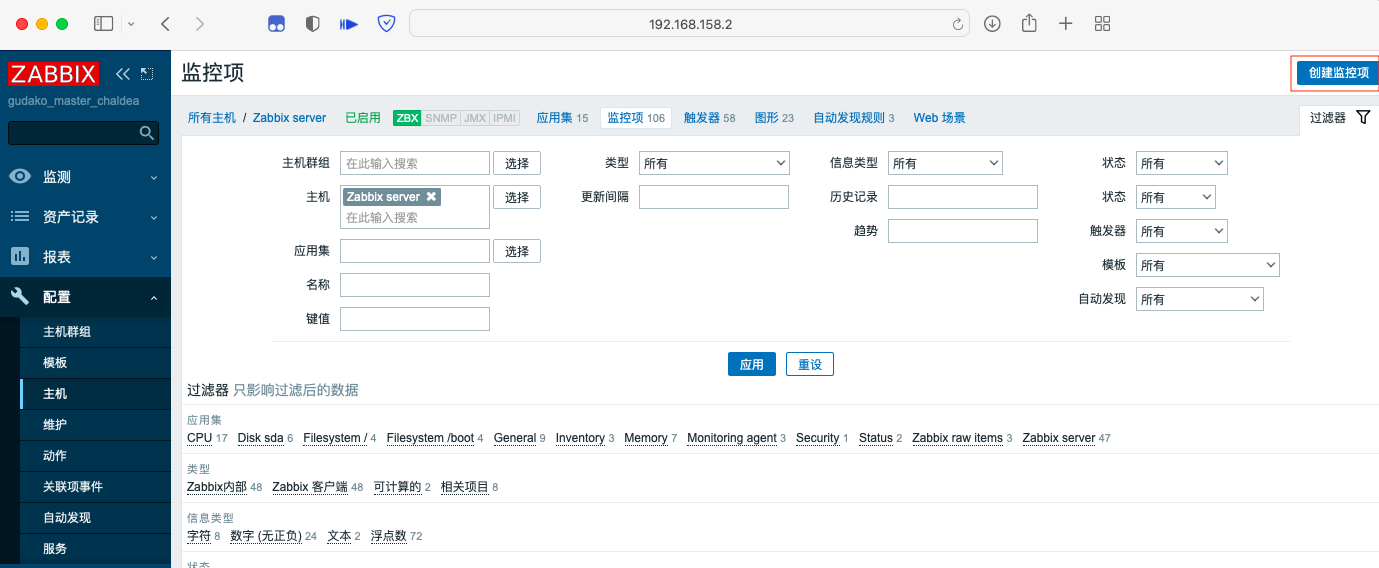 192.168.158.2
ZABBIX
gudako_master_chaldea
监测
资产记录
报表
配置
主机群组
模板
主机
维护
动作
关联项事件
自动发现
服务
监控项
创建监控项
所有主机 / Zabbix server 已启用 ZBX SNMP JMX IPMI 应用集 15 监控项 106 触发器 58 图形 23 自动发现规则 3 Web 场景
过滤器
主机群组 在此输入搜索 选择 类型 所有 信息类型 所有 状态 所有
主机 Zabbix server 选择 更新间隔 历史记录 状态 所有
在此输入搜索
趋势 触发器 所有
应用集 选择 模板 所有
名称 自动发现 所有
键值
应用 重设
过滤器 只影响过滤后的数据
应用集
CPU 17 Disk sda 6 Filesystem / 4 Filesystem /boot 4 General 9 Inventory 3 Memory 7 Monitoring agent 3 Security 1 Status 2 Zabbix raw items 3 Zabbix server 47
类型
Zabbix内部 48 Zabbix 客户端 48 可计算的 2 相关项目 8
信息类型
字符 8 数字 (无正负) 24 文本 2 浮点数 72
状态